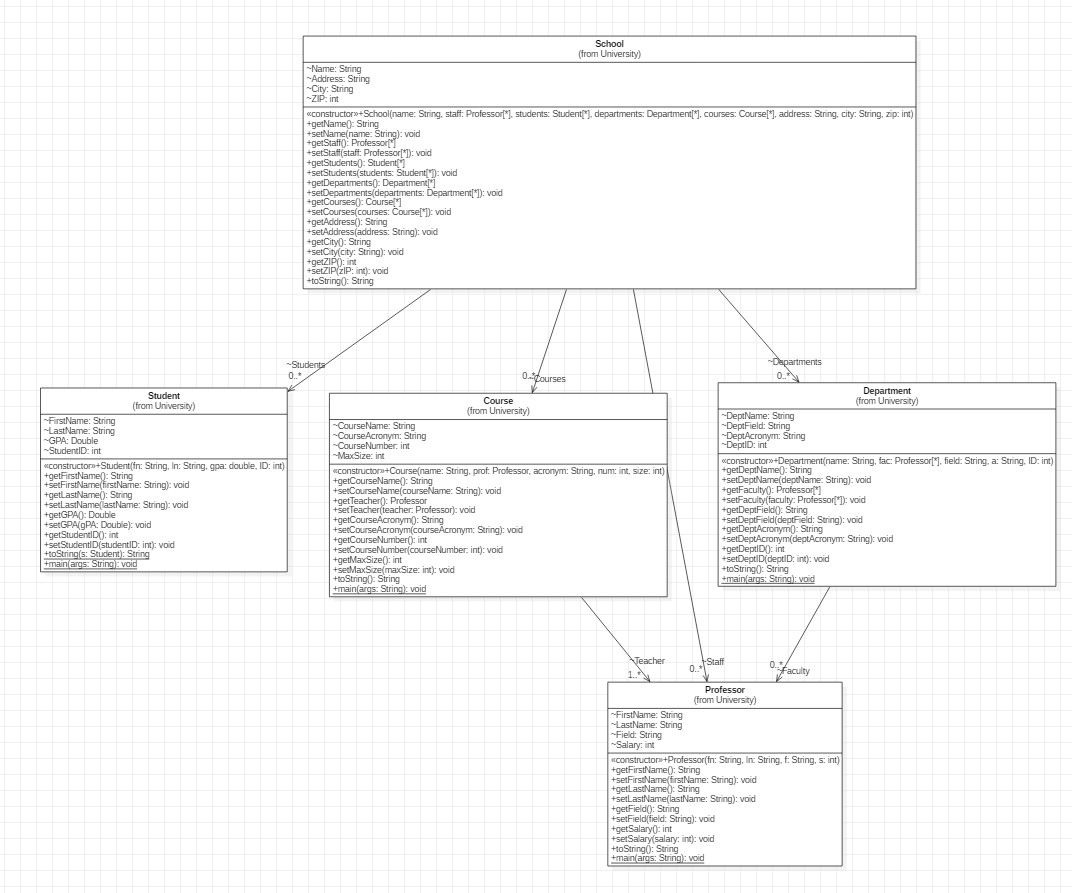 School
(from University)
~Name: String
~Address: String
~City: String
~ZIP: int
«constructor»+School(name: String, staff: Professor[*], students: Student[*], departments: Department[*], courses: Course[*], address: String, city: String, zip: int)
+getName(): String
+setName(name: String): void
+getStaff(): Professor[*]
+setStaff(staff: Professor[*]): void
+getStudents(): Student[*]
+setStudents(students: Student[*]): void
+getDepartments(): Department[*]
+setDepartments(departments: Department[*]): void
+getCourses(): Course[*]
+setCourses(courses: Course[*]): void
+getAddress(): String
+setAddress(address: String): void
+getCity(): String
+setCity(city: String): void
+getZIP(): int
+setZIP(zIP: int): void
+toString(): String
~Students
0..*
0..*
~Courses
~Departments
0..*
Student
(from University)
~FirstName: String
~LastName: String
~GPA: Double
~StudentID: int
«constructor»+Student(fn: String, ln: String, gpa: double, ID: int)
+getFirstName(): String
+setFirstName(firstName: String): void
+getLastName(): String
+setLastName(lastName: String): void
+getGPA(): Double
+setGPA(gPA: Double): void
+getStudentID(): int
+setStudentID(studentID: int): void
+toString(s: Student): String
+main(args: String): void
Course
(from University)
~CourseName: String
~CourseAcronym: String
~CourseNumber: int
~MaxSize: int
«constructor»+Course(name: String, prof: Professor, acronym: String, num: int, size: int)
+getCourseName(): String
+setCourseName(courseName: String): void
+getTeacher(): Professor
+setTeacher(teacher: Professor): void
+getCourseAcronym(): String
+setCourseAcronym(courseAcronym: String): void
+getCourseNumber(): int
+setCourseNumber(courseNumber: int): void
+getMaxSize(): int
+setMaxSize(maxSize: int): void
+toString(): String
+main(args: String): void
Department
(from University)
~DeptName: String
~DeptField: String
~DeptAcronym: String
~DeptID: int
«constructor»+Department(name: String, fac: Professor[*], field: String, a: String, ID: int)
+getDeptName(): String
+setDeptName(deptName: String): void
+getFaculty(): Professor[*]
+setFaculty(faculty: Professor[*]): void
+getDeptField(): String
+setDeptField(deptField: String): void
+getDeptAcronym(): String
+setDeptAcronym(deptAcronym: String): void
+getDeptID(): int
+setDeptID(deptID: int): void
+toString(): String
+main(args: String): void
~Teacher
1..*
~Staff
0..*
0..*
~Faculty
Professor
(from University)
~FirstName: String
~LastName: String
~Field: String
~Salary: int
«constructor»+Professor(fn: String, ln: String, f: String, s: int)
+getFirstName(): String
+setFirstName(firstName: String): void
+getLastName(): String
+setLastName(lastName: String): void
+getField(): String
+setField(field: String): void
+getSalary(): int
+setSalary(salary: int): void
+toString(): String
+main(args: String): void